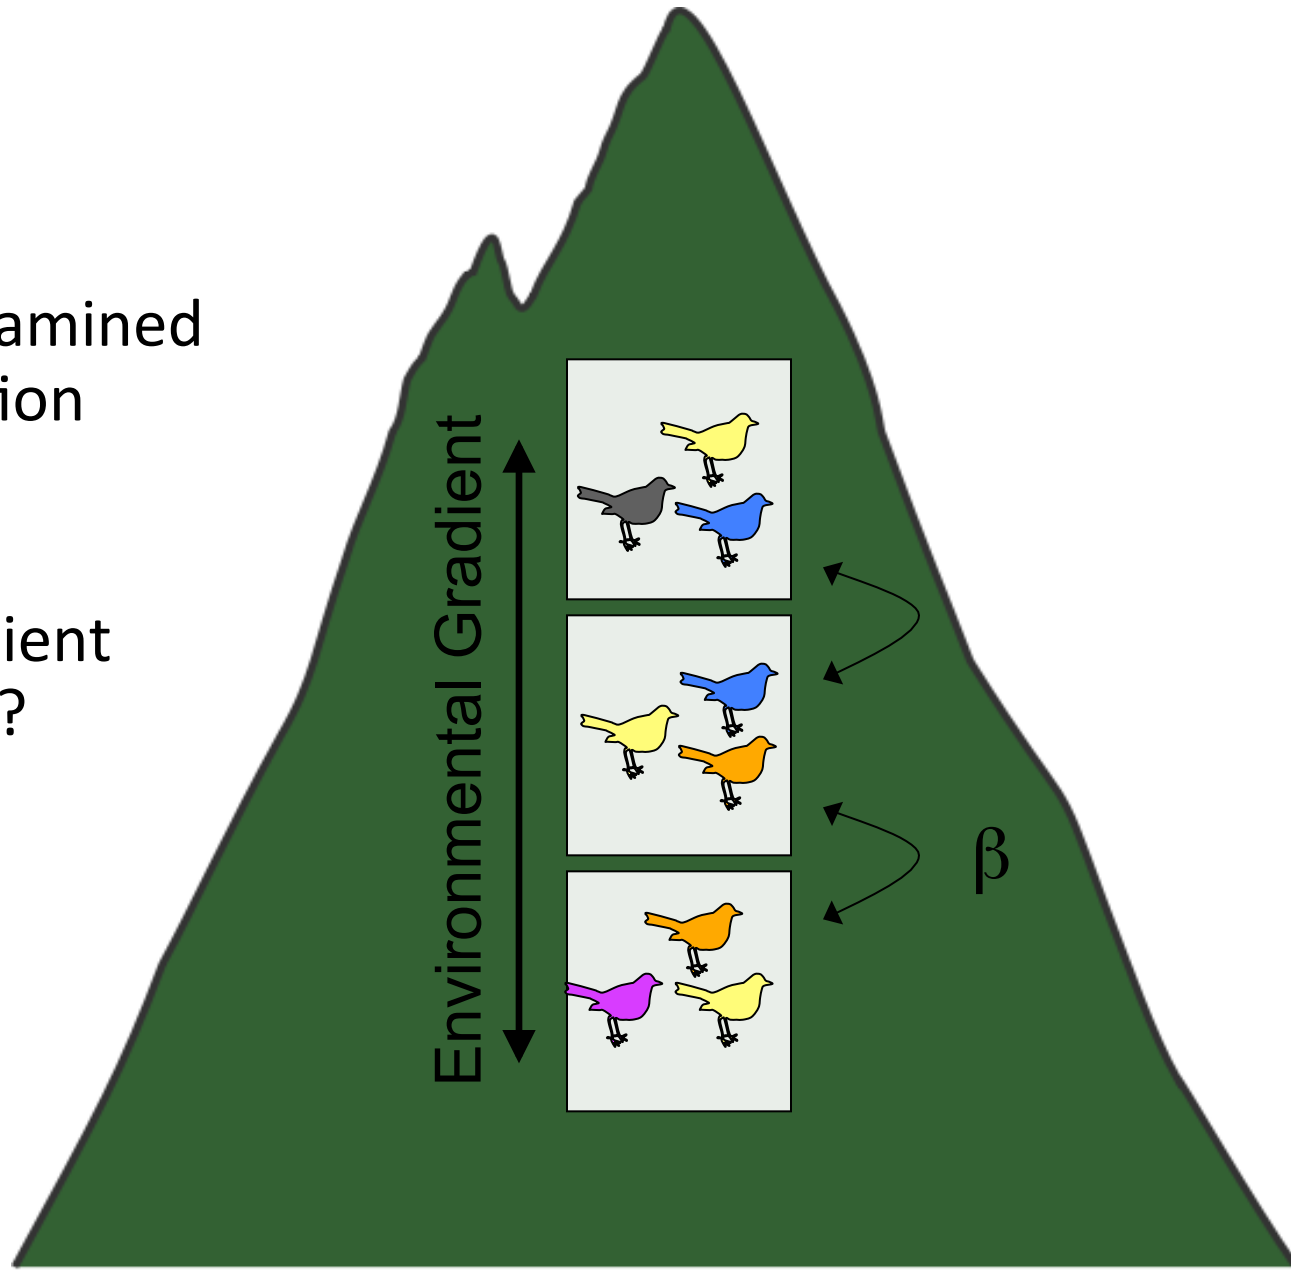 amined
ion
ient
?
Environmental Gradient
β